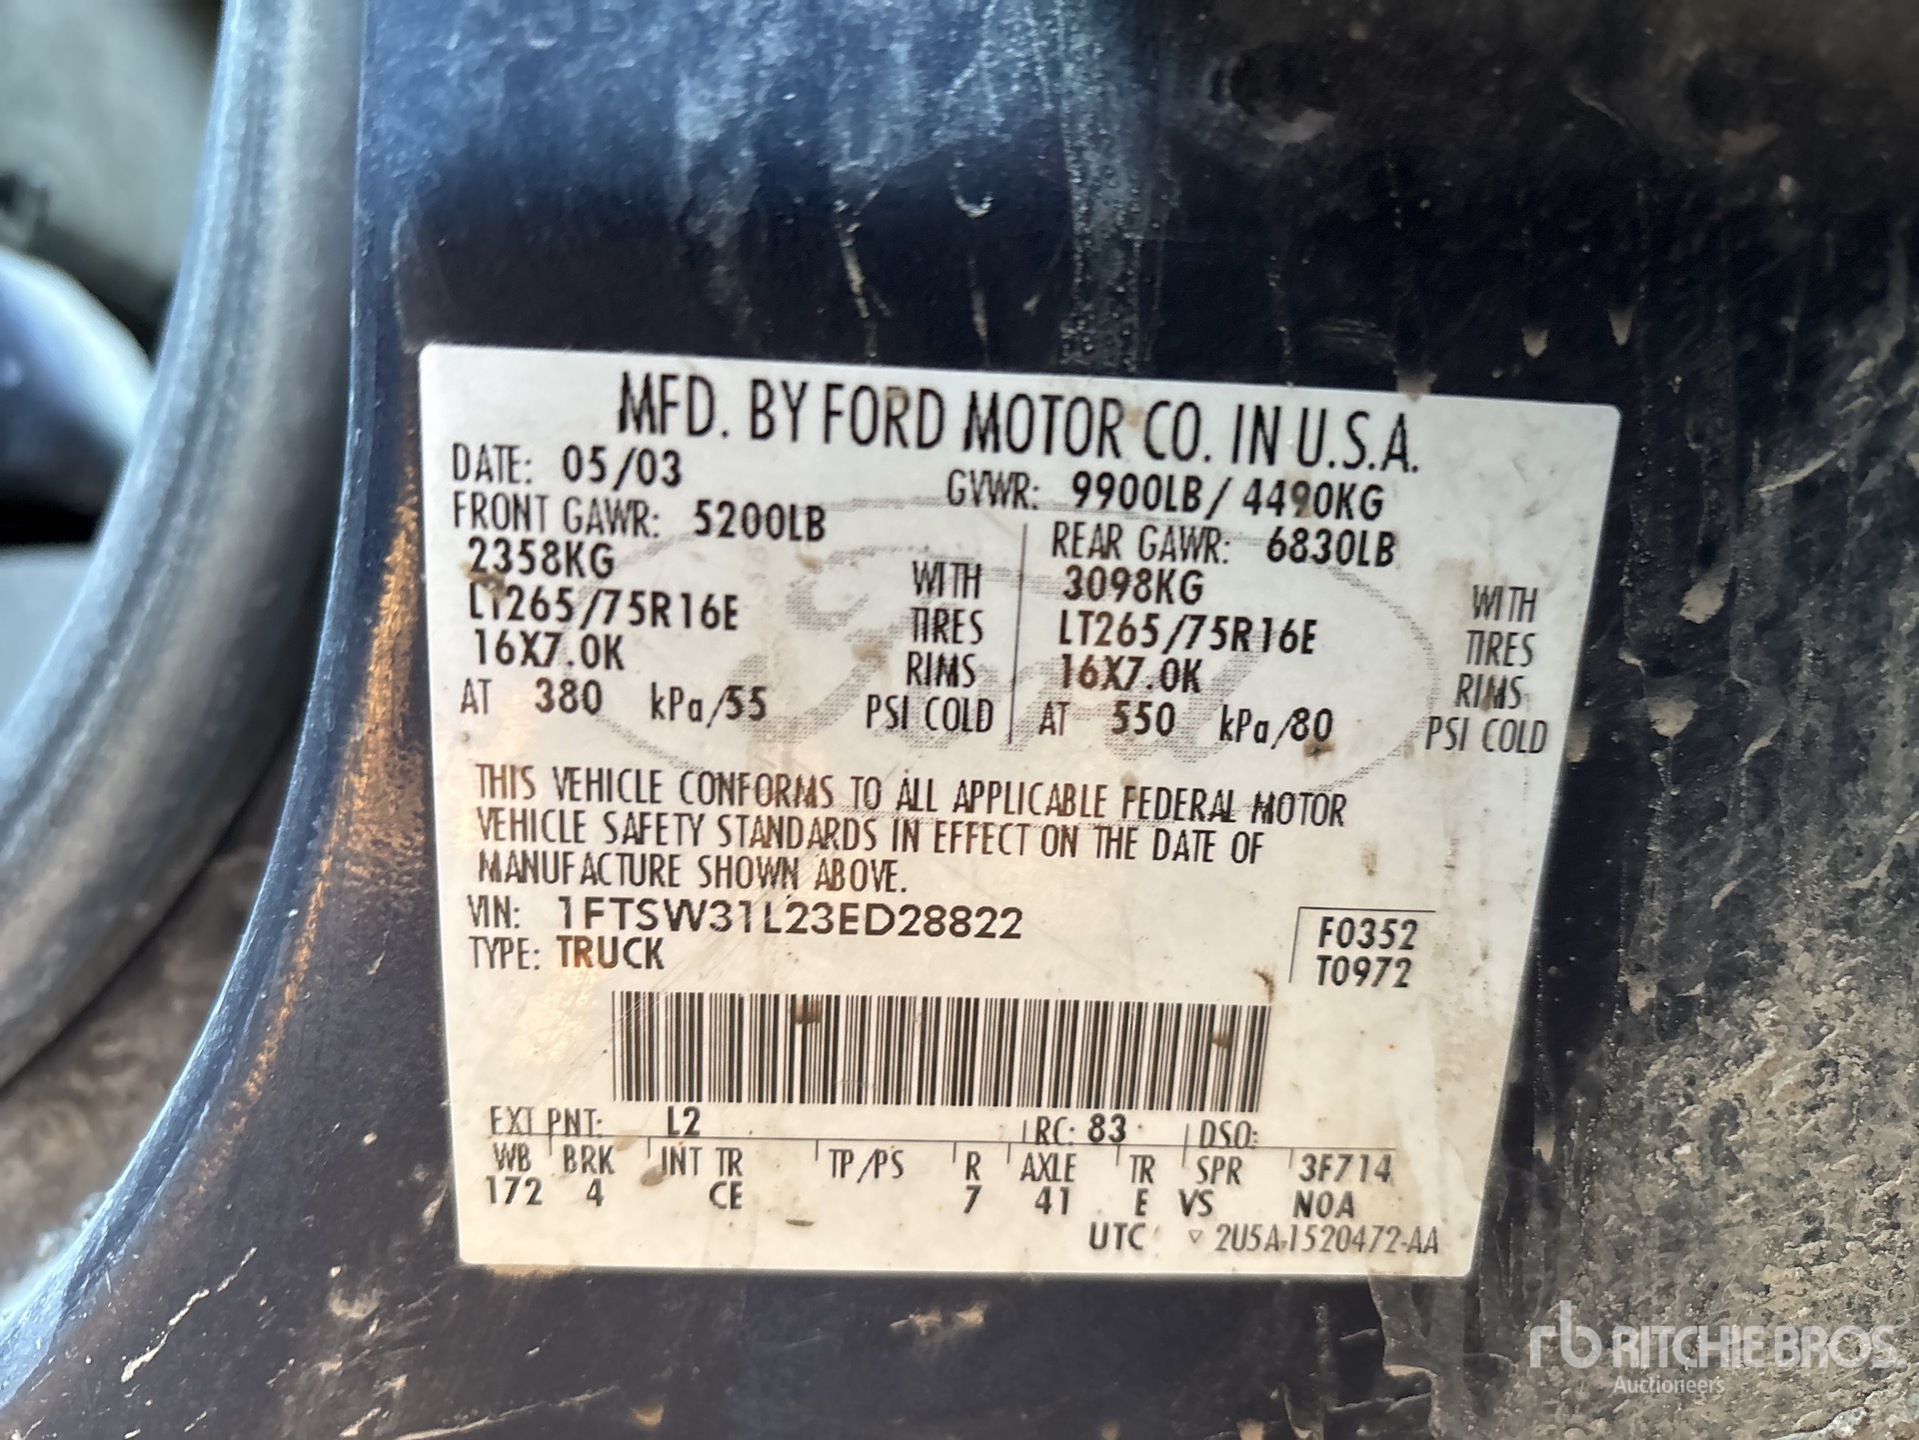 MFD. BY FORD MOTOR CO. IN U.S.A.
DATE: 05/03 GVWR: 9900LB / 4490KG
FRONT GAWR: 5200LB REAR GAWR: 6830LB
2358KG WITH 3098KG WITH
LT265/75R16E TIRES LT265/75R16E TIRES
16X7.0K RIMS 16X7.0K RIMS
AT 380 kPa/55 PSI COLD AT 550 kPa/80 PSI COLD
THIS VEHICLE CONFORMS TO ALL APPLICABLE FEDERAL MOTOR
VEHICLE SAFETY STANDARDS IN EFFECT ON THE DATE OF
MANUFACTURE SHOWN ABOVE.
VIN: 1FTSW31L23ED28822 F0352
TYPE: TRUCK T0972
EXT PNT: L2 RC: 83 DSO:
WB BRK INT TR TP/PS R AXLE TR SPR 3F714
172 4 CE 7 41 E VS NOA
UTC ▽ 2U5A-1520472-AA
Ford
rb RITCHIE BROS.
Auctioneers